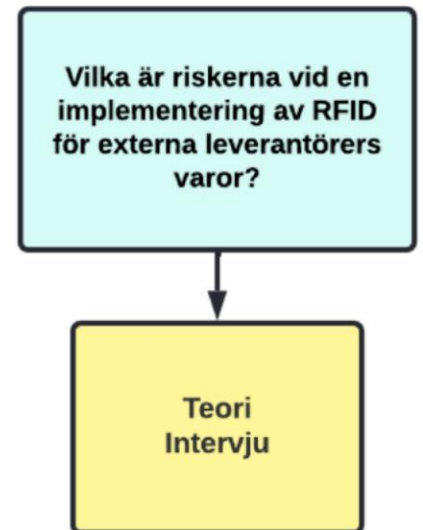 Vilka är riskerna vid en
implementering av RFID
för externa leverantörers
varor?
Teori
Intervju